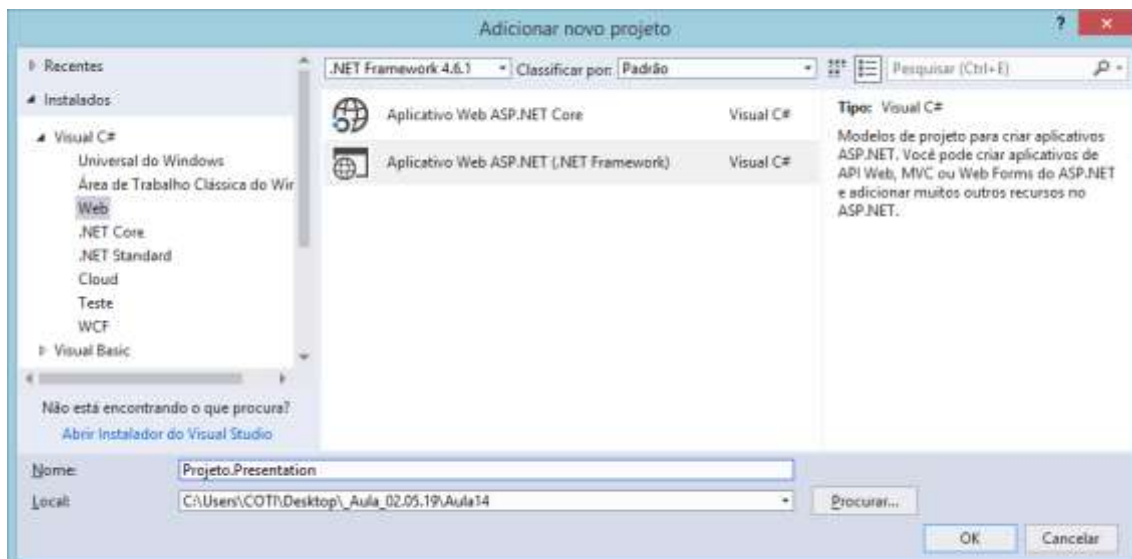 Adicionar novo projeto
?
Recentes
Instalados
Visual C#
Universal do Windows
Área de Trabalho Clássica do Wir
Web
.NET Core
.NET Standard
Cloud
Teste
WCF
Visual Basic
Não está encontrando o que procura?
Abrir Instalador do Visual Studio
.NET Framework 4.6.1 Classificar por: Padrão
Pesquisar (Ctrl+E)
Aplicativo Web ASP.NET Core Visual C#
Aplicativo Web ASP.NET (.NET Framework) Visual C#
Tipo: Visual C#
Modelos de projeto para criar aplicativos
ASP.NET. Você pode criar aplicativos de
API Web, MVC ou Web Forms do ASP.NET
e adicionar muitos outros recursos no
ASP.NET.
Nome: Projeto.Presentation
Local: C:\Users\COTI\Desktop\_Aula_02.05.19\Aula14
Procurar...
OK Cancelar